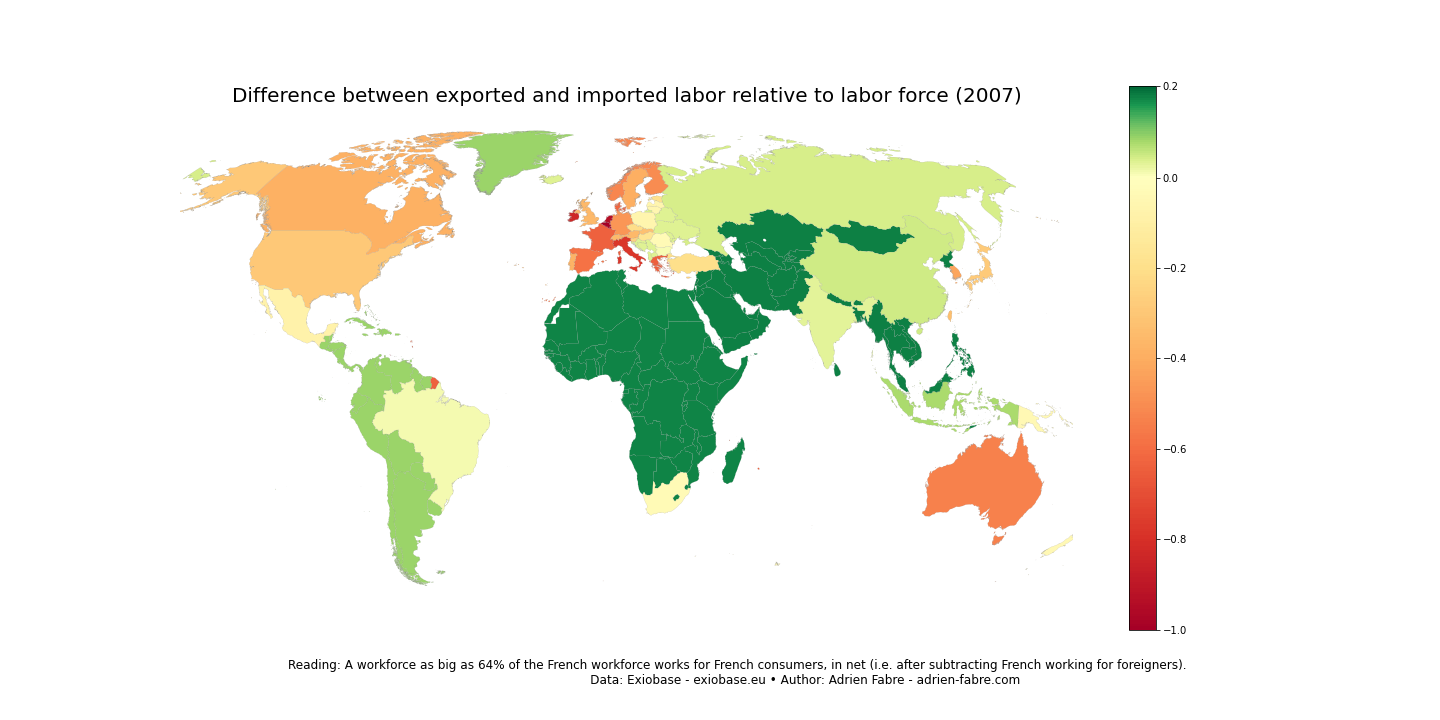 Difference between exported and imported labor relative to labor force (2007)
0.2
0.0
−0.2
−0.4
−0.6
−0.8
−1.0
Reading: A workforce as big as 64% of the French workforce works for French consumers, in net (i.e. after subtracting French working for foreigners).
Data: Exiobase - exiobase.eu • Author: Adrien Fabre - adrien-fabre.com